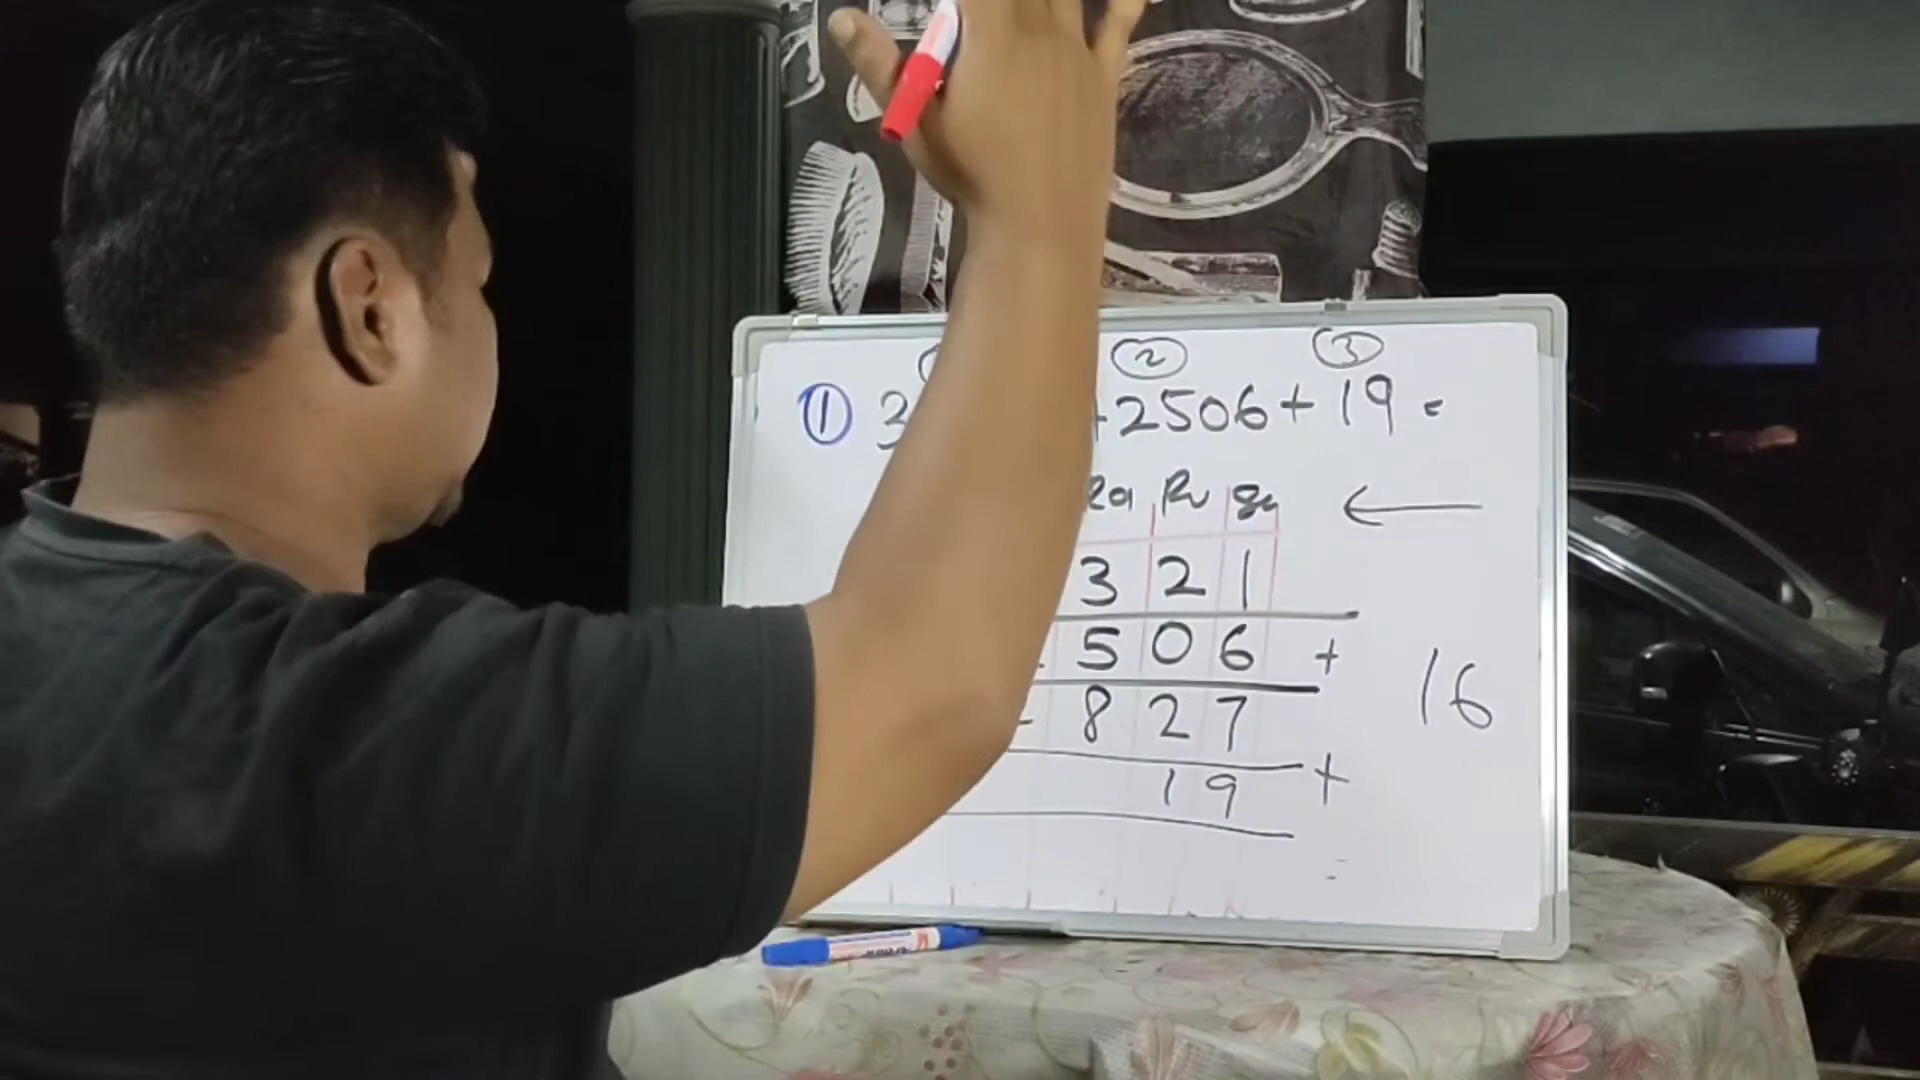 ② ③
① 3 +2506+19=
Ra Pu Sa
3 2 1
5 0 6 +
8 2 7
1 9 +
16